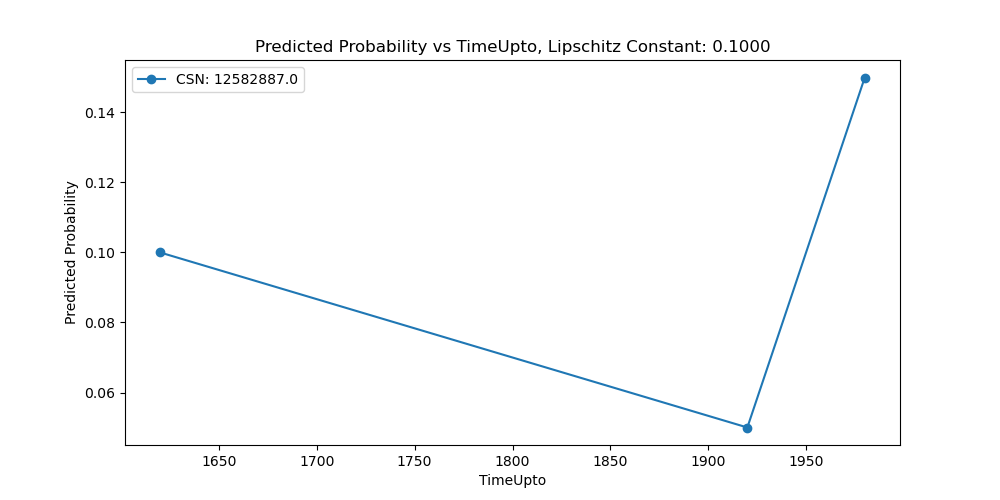 Predicted Probability vs TimeUpto, Lipschitz Constant: 0.1000
CSN: 12582887.0
0.14
0.12
0.10
0.08
0.06
Predicted Probability
1650 1700 1750 1800 1850 1900 1950
TimeUpto